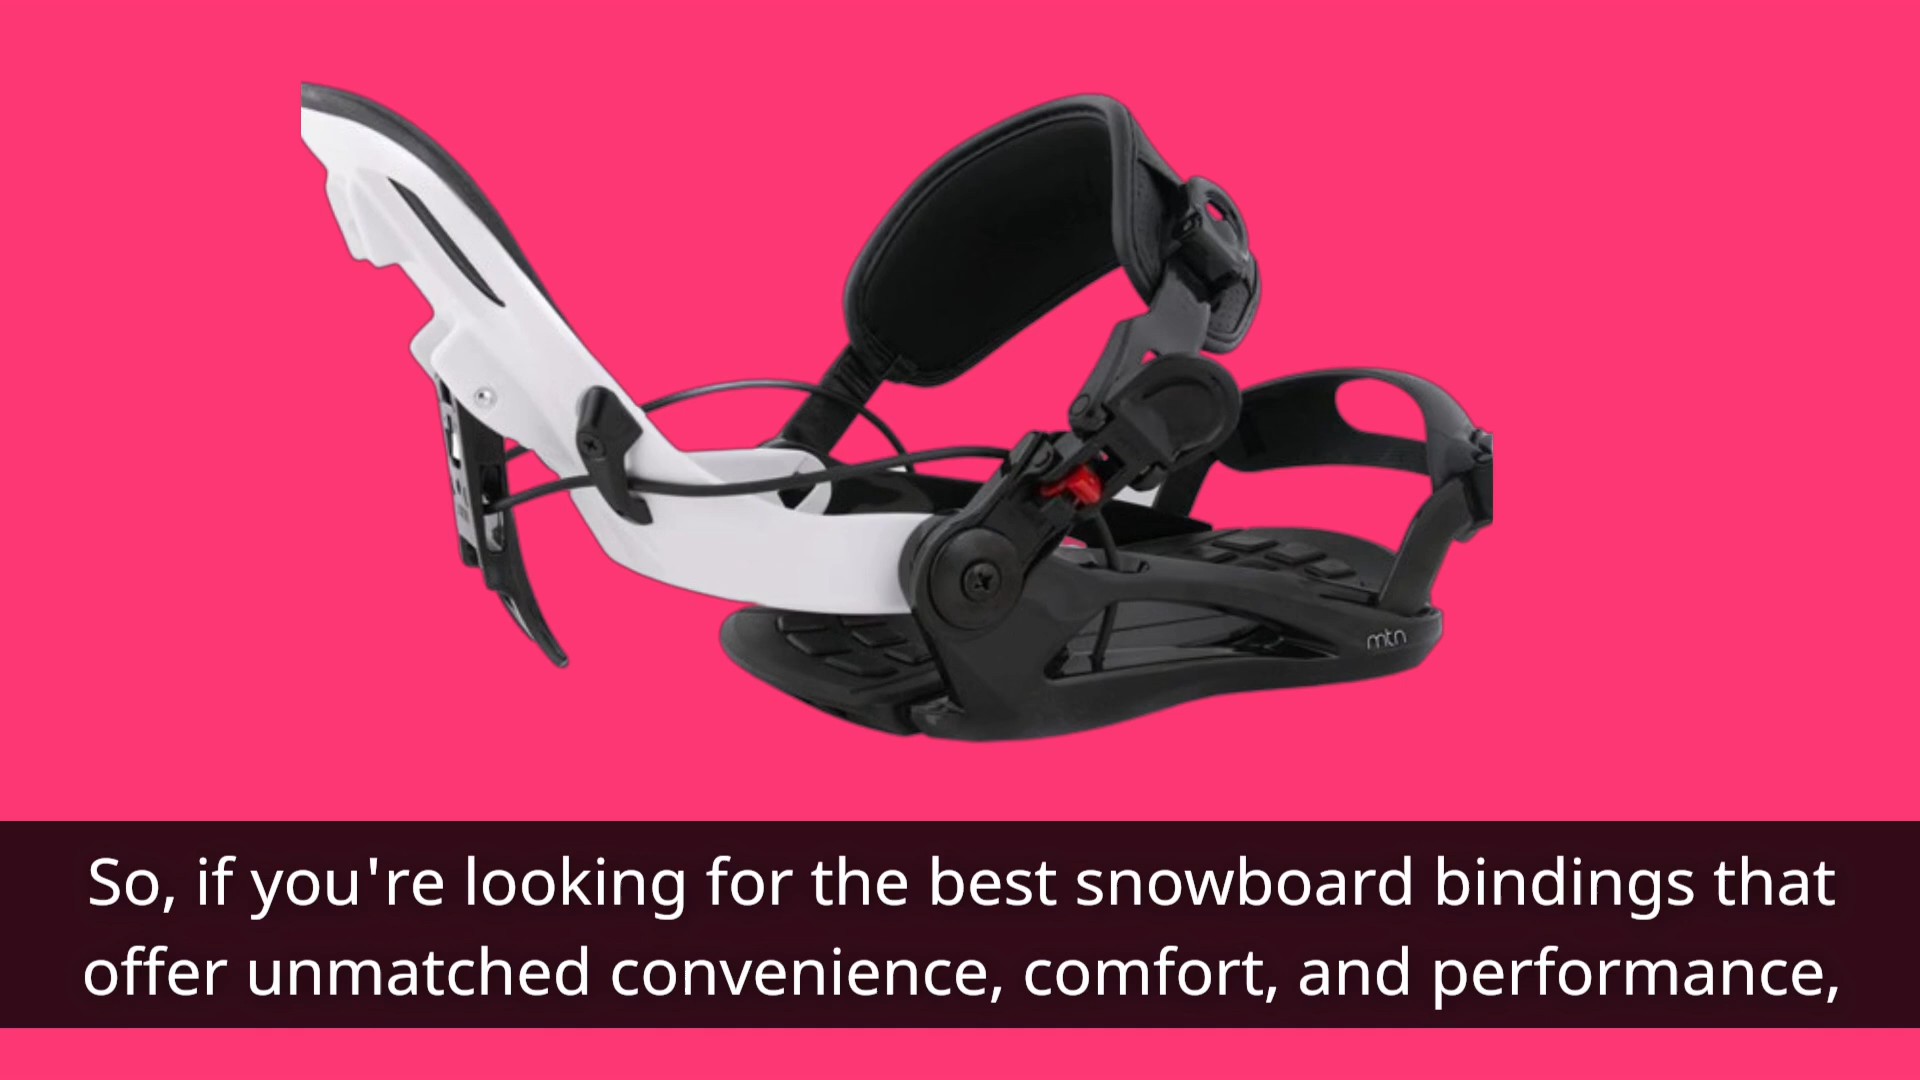 mtn
So, if you're looking for the best snowboard bindings that
offer unmatched convenience, comfort, and performance,